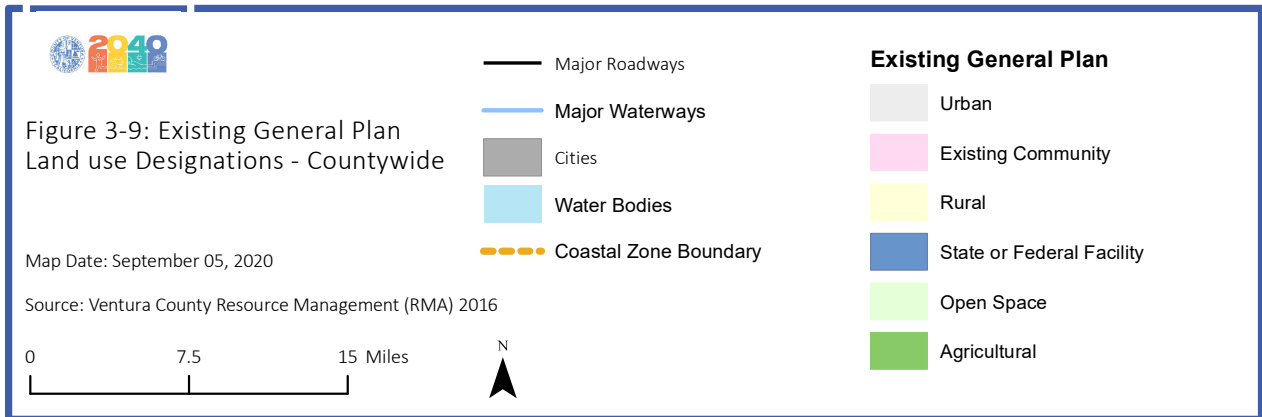 2040
Figure 3-9: Existing General Plan
Land use Designations - Countywide
Map Date: September 05, 2020
Source: Ventura County Resource Management (RMA) 2016
0 7.5 15 Miles
N
Major Roadways
Major Waterways
Cities
Water Bodies
Coastal Zone Boundary
Existing General Plan
Urban
Existing Community
Rural
State or Federal Facility
Open Space
Agricultural